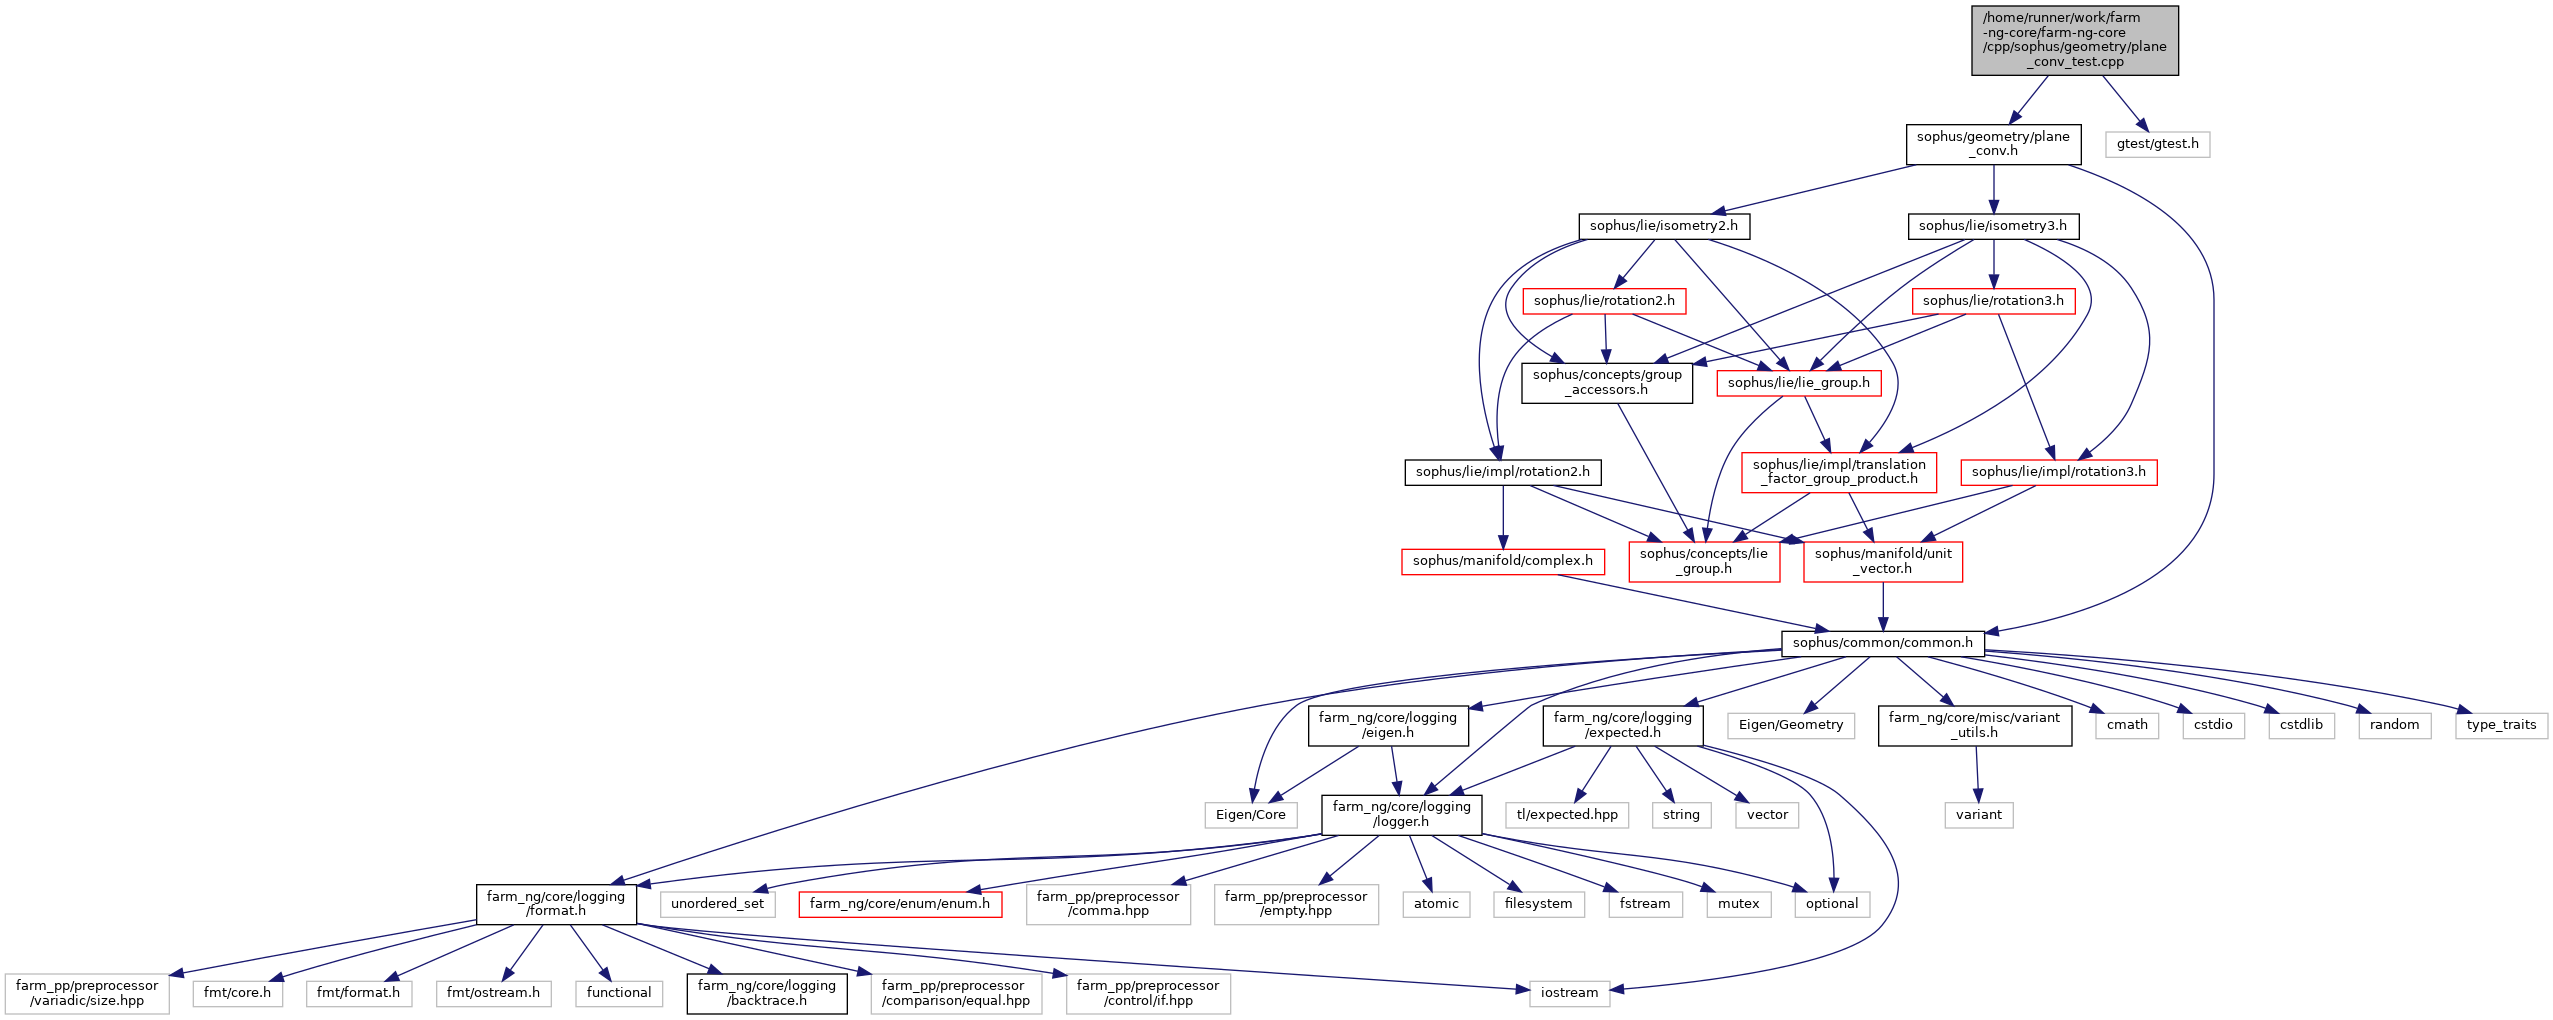 /home/runner/work/farm
-ng-core/farm-ng-core
/cpp/sophus/geometry/plane
_conv_test.cpp
sophus/geometry/plane
_conv.h
gtest/gtest.h
sophus/lie/isometry2.h
sophus/lie/isometry3.h
sophus/lie/rotation2.h
sophus/lie/rotation3.h
sophus/concepts/group
_accessors.h
sophus/lie/lie_group.h
sophus/lie/impl/rotation2.h
sophus/lie/impl/translation
_factor_group_product.h
sophus/lie/impl/rotation3.h
sophus/manifold/complex.h
sophus/concepts/lie
_group.h
sophus/manifold/unit
_vector.h
sophus/common/common.h
farm_ng/core/logging
/eigen.h
farm_ng/core/logging
/expected.h
Eigen/Geometry
farm_ng/core/misc/variant
_utils.h
cmath
cstdio
cstdlib
random
type_traits
Eigen/Core
farm_ng/core/logging
/logger.h
tl/expected.hpp
string
vector
variant
farm_ng/core/logging
/format.h
unordered_set
farm_ng/core/enum/enum.h
farm_pp/preprocessor
/comma.hpp
farm_pp/preprocessor
/empty.hpp
atomic
filesystem
fstream
mutex
optional
farm_pp/preprocessor
/variadic/size.hpp
fmt/core.h
fmt/format.h
fmt/ostream.h
functional
farm_ng/core/logging
/backtrace.h
farm_pp/preprocessor
/comparison/equal.hpp
farm_pp/preprocessor
/control/if.hpp
iostream